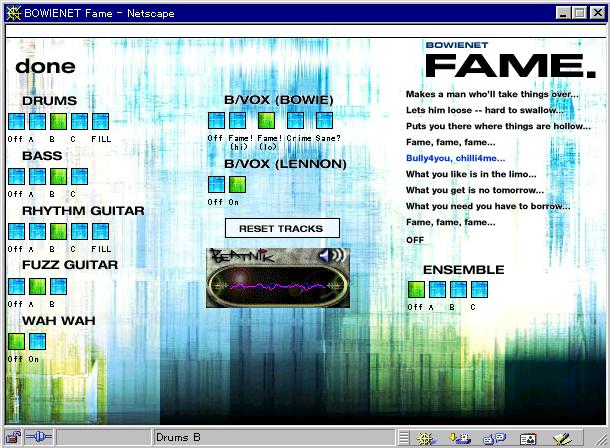 BOWIENET Fame - Netscape
done
BOWIENET
FAME.
DRUMS
Off A B C FILL
BASS
Off A B C
RHYTHM GUITAR
Off A B C FILL
FUZZ GUITAR
Off A B
WAH WAH
Off On
B/VOX (BOWIE)
Off Fame! Fame! Crime Sane?
(hi) (lo)
B/VOX (LENNON)
Off On
RESET TRACKS
BEATNIK
Makes a man who'll take things over...
Lets him loose -- hard to swallow...
Puts you there where things are hollow...
Fame, fame, fame...
Bully4you, chilli4me...
What you like is in the limo...
What you get is no tomorrow...
What you need you have to borrow...
Fame, fame, fame...
OFF
ENSEMBLE
Off A B C
Drums B